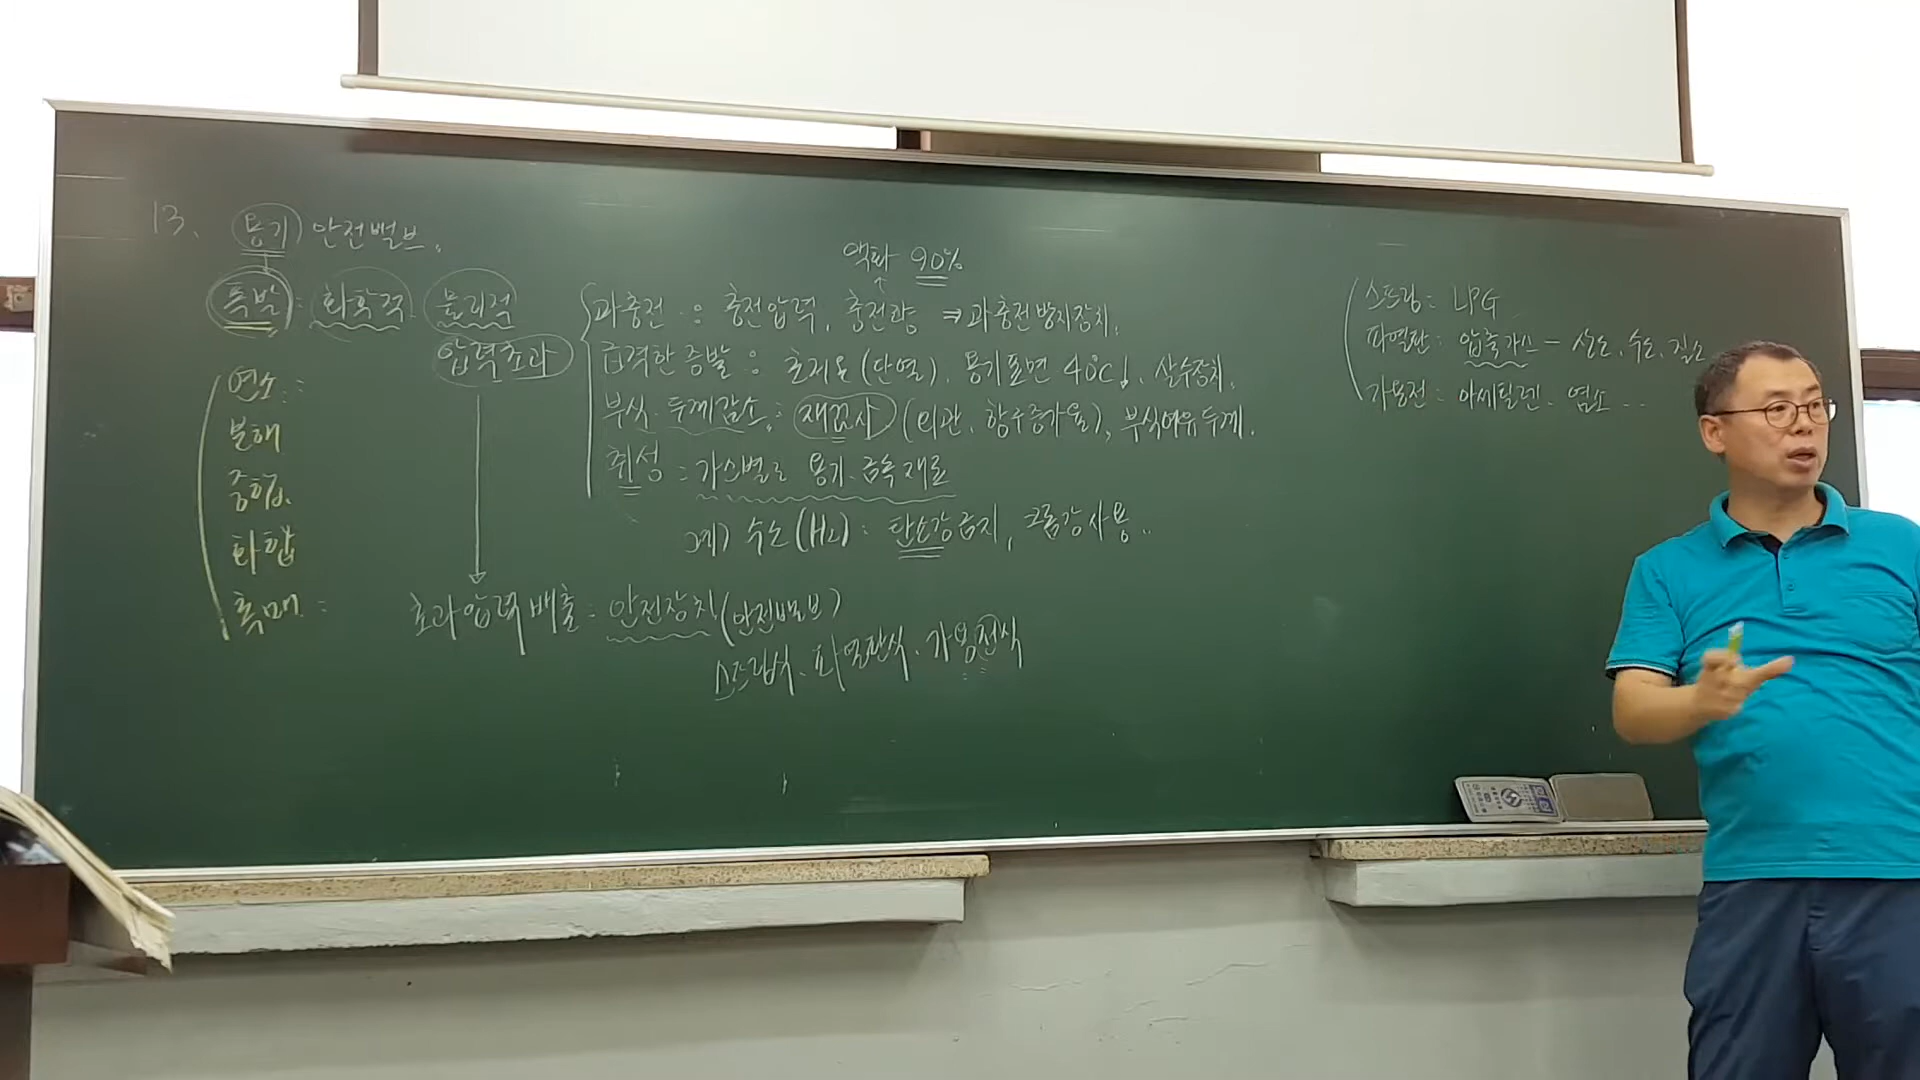 13. 용기 안전밸브.
폭발: 화학적 물리적
압력초과
연소:
분해
중합.
화합
촉매:
액화 90%
과충전 : 충전압력, 충전량 ⇒ 과충전방지장치.
급격한 증발 : 초저온(단열), 용기표면 40℃↓, 살수장치.
부식·두께감소: 재검사 (외관, 항구증가율), 부식여유두께.
취성 : 가스별로 용기·금속재료
예) 수소(H₂) : 탄소강금지, 크롬강사용..
초과압력배출: 안전장치(안전밸브)
스프링식, 파열판식, 가용전식
스프링: LPG
파열판: 압축가스 - 산소, 수소, 질소
가용전: 아세틸렌. 염소 ...